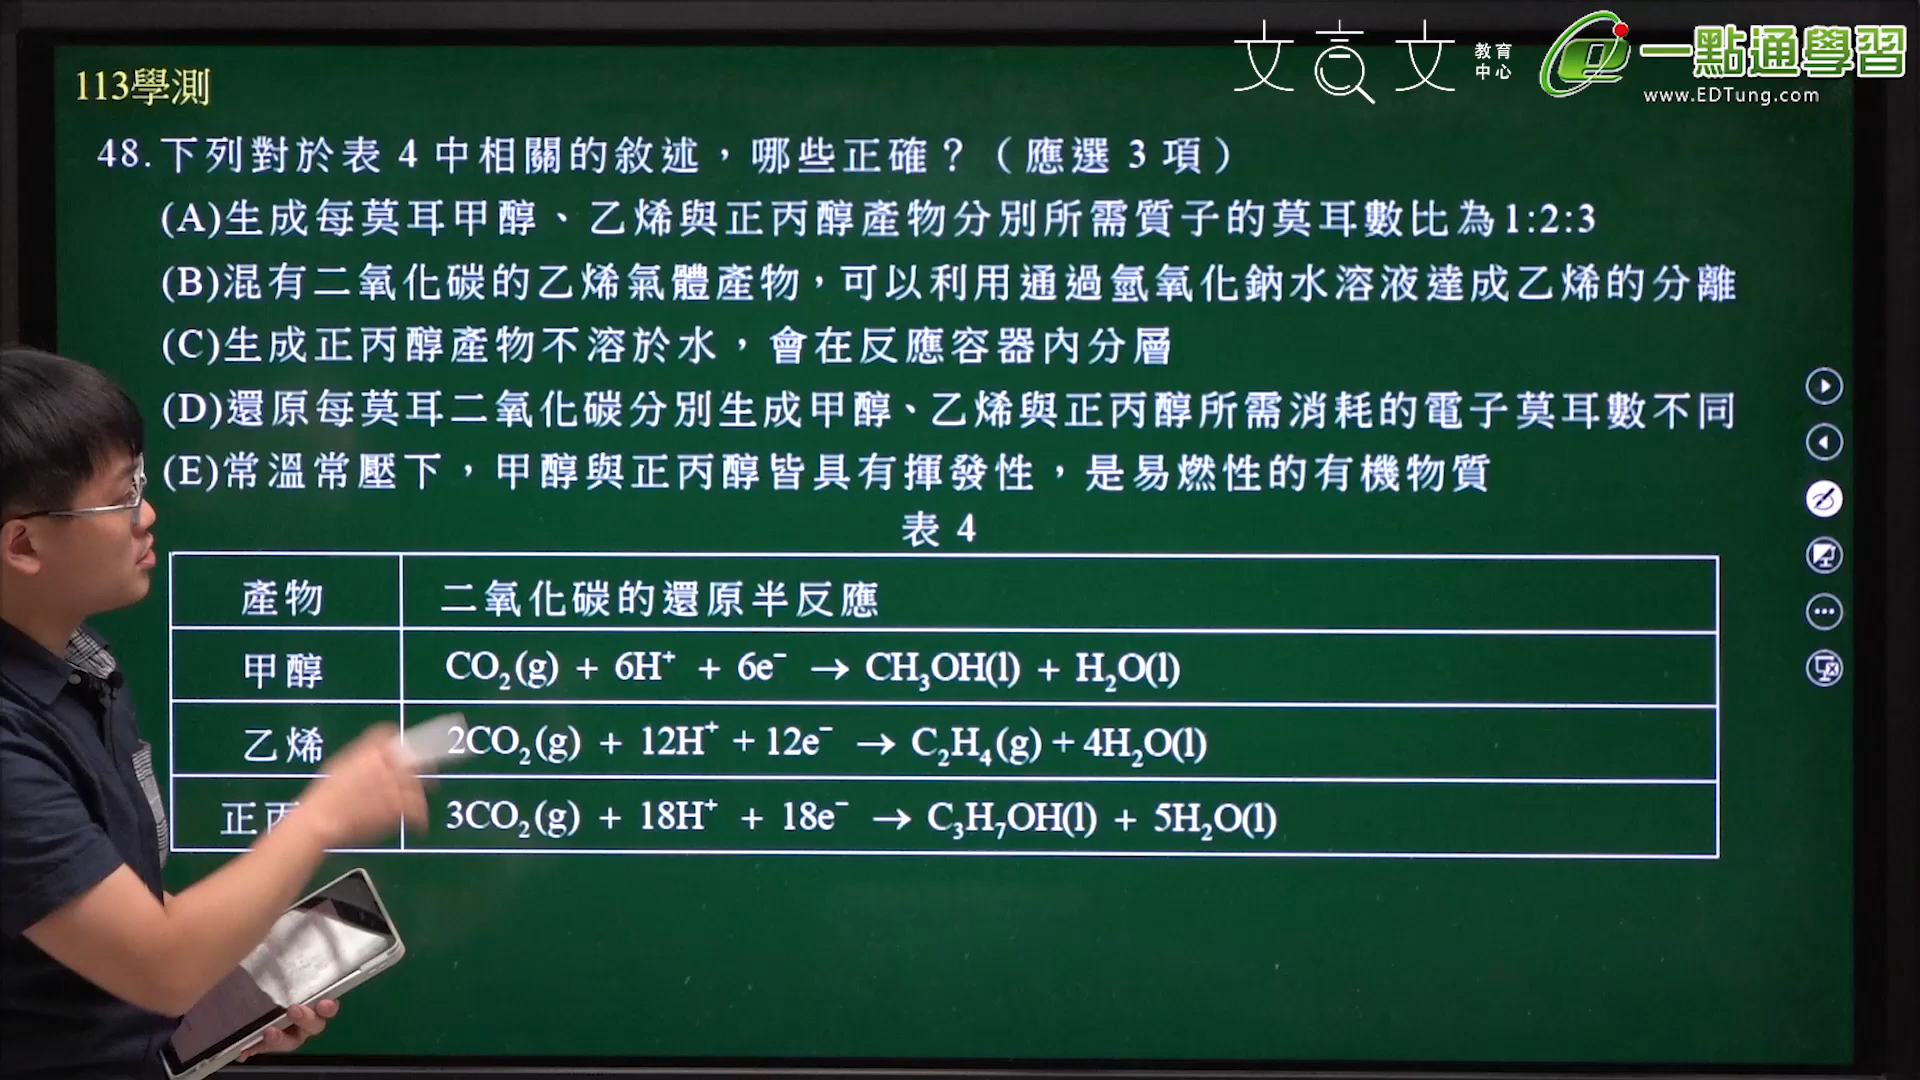 文言文 教育中心 一點通學習
www.EDTung.com
113學測
48.下列對於表 4 中相關的敘述，哪些正確？（應選 3 項）
(A)生成每莫耳甲醇、乙烯與正丙醇產物分別所需質子的莫耳數比為1:2:3
(B)混有二氧化碳的乙烯氣體產物，可以利用通過氫氧化鈉水溶液達成乙烯的分離
(C)生成正丙醇產物不溶於水，會在反應容器內分層
(D)還原每莫耳二氧化碳分別生成甲醇、乙烯與正丙醇所需消耗的電子莫耳數不同
(E)常溫常壓下，甲醇與正丙醇皆具有揮發性，是易燃性的有機物質
表 4
產物 二氧化碳的還原半反應
甲醇 CO₂(g) + 6H⁺ + 6e⁻ → CH₃OH(l) + H₂O(l)
乙烯 2CO₂(g) + 12H⁺ + 12e⁻ → C₂H₄(g) + 4H₂O(l)
正丙 3CO₂(g) + 18H⁺ + 18e⁻ → C₃H₇OH(l) + 5H₂O(l)